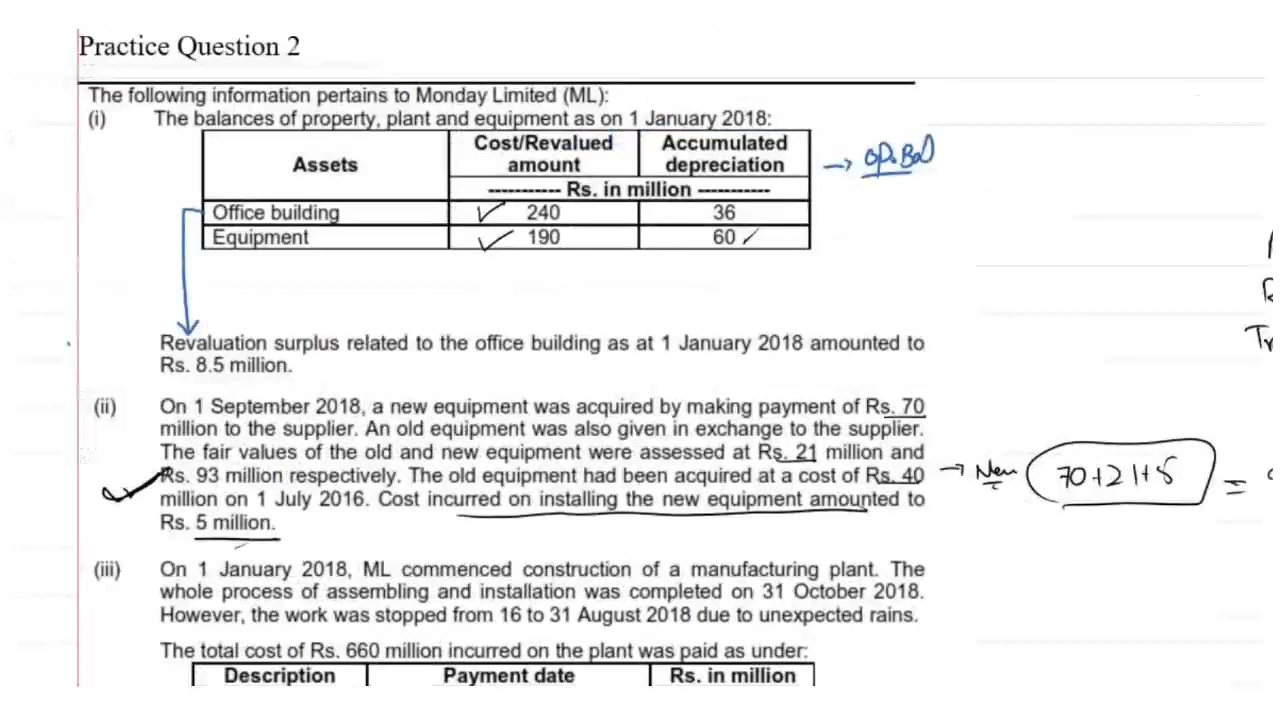 Practice Question 2
The following information pertains to Monday Limited (ML):
(i) The balances of property, plant and equipment as on 1 January 2018:
Assets Cost/Revalued amount Accumulated depreciation
----------- Rs. in million -----------
→ OP. Bal
Office building 240 36
Equipment 190 60
Revaluation surplus related to the office building as at 1 January 2018 amounted to
Rs. 8.5 million.
(ii) On 1 September 2018, a new equipment was acquired by making payment of Rs. 70
million to the supplier. An old equipment was also given in exchange to the supplier.
The fair values of the old and new equipment were assessed at Rs. 21 million and
Rs. 93 million respectively. The old equipment had been acquired at a cost of Rs. 40
million on 1 July 2016. Cost incurred on installing the new equipment amounted to
Rs. 5 million.
→ New 70+21+5 =
(iii) On 1 January 2018, ML commenced construction of a manufacturing plant. The
whole process of assembling and installation was completed on 31 October 2018.
However, the work was stopped from 16 to 31 August 2018 due to unexpected rains.
The total cost of Rs. 660 million incurred on the plant was paid as under:
Description Payment date Rs. in million